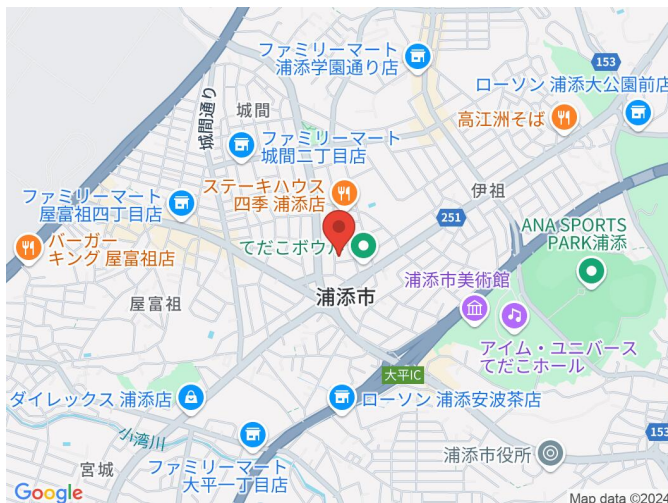 ファミリーマート
浦添学園通り店
153
ローソン 浦添大公園前店
城間通り
城間
高江洲そば
ファミリーマート
城間二丁目店
ステーキハウス
四季 浦添店
伊祖
ファミリーマート
屋富祖四丁目店
251
ANA SPORTS
PARK浦添
バーガー
キング 屋富祖店
てだこボウル
浦添市美術館
浦添市
屋富祖
アイム・ユニバース
てだこホール
大平IC
ダイレックス 浦添店
ローソン 浦添安波茶店
小湾川
153
浦添市役所
宮城
ファミリーマート
大平一丁目店
Google
Map data ©2024